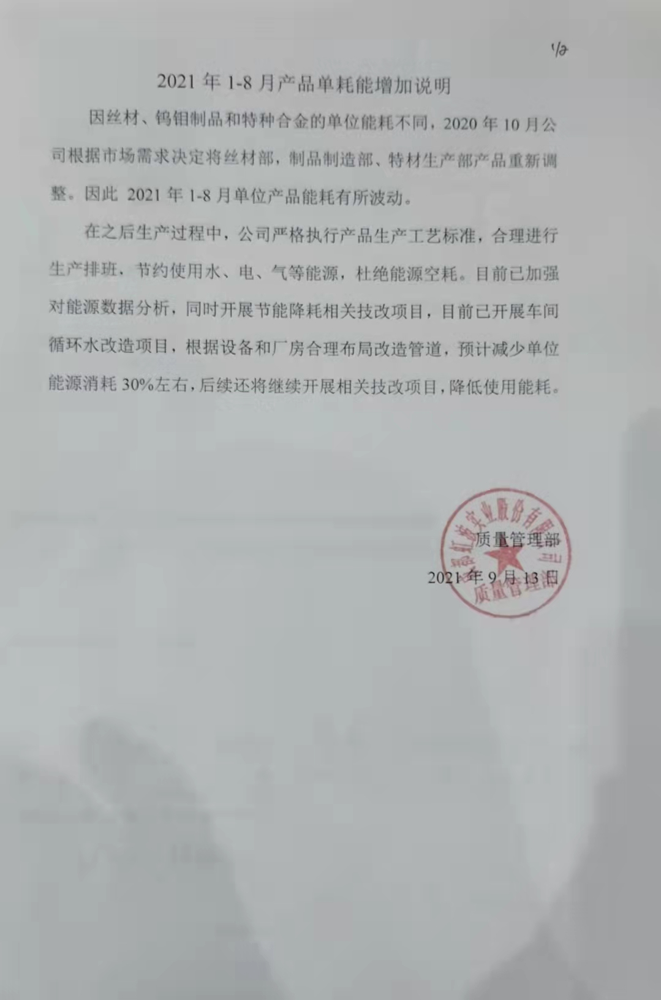 1/2
2021 年 1-8 月产品单耗能增加说明
因丝材、钨钼制品和特种合金的单位能耗不同，2020 年 10 月公
司根据市场需求决定将丝材部，制品制造部、特材生产部产品重新调
整。因此 2021 年 1-8 月单位产品能耗有所波动。
在之后生产过程中，公司严格执行产品生产工艺标准，合理进行
生产排班、节约使用水、电、气等能源，杜绝能源空耗。目前已加强
对能源数据分析，同时开展节能降耗相关技改项目，目前已开展车间
循环水改造项目，根据设备和厂房合理布局改造管道，预计减少单位
能源消耗 30%左右，后续还将继续开展相关技改项目，降低使用能耗。
虹波实业股份有限公司
质量管理部
2021 年 9 月 13 日
质量管理部